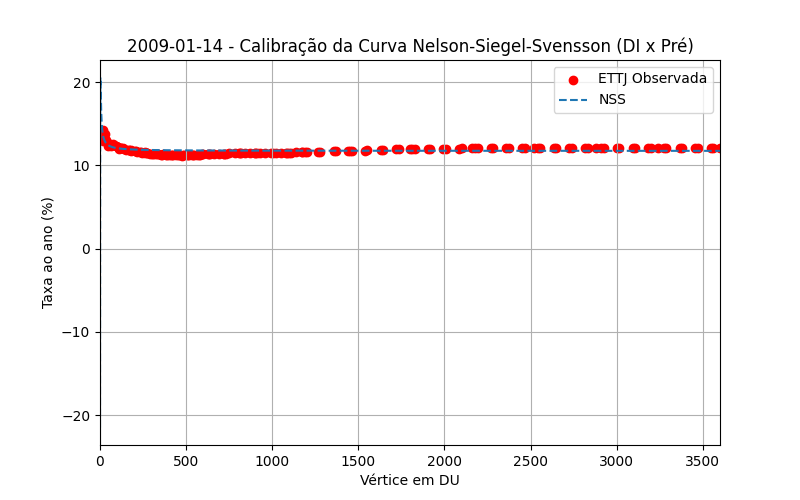 2009-01-14 - Calibração da Curva Nelson-Siegel-Svensson (DI x Pré)
ETTJ Observada
NSS
20
10
0
−10
−20
Taxa ao ano (%)
0 500 1000 1500 2000 2500 3000 3500
Vértice em DU